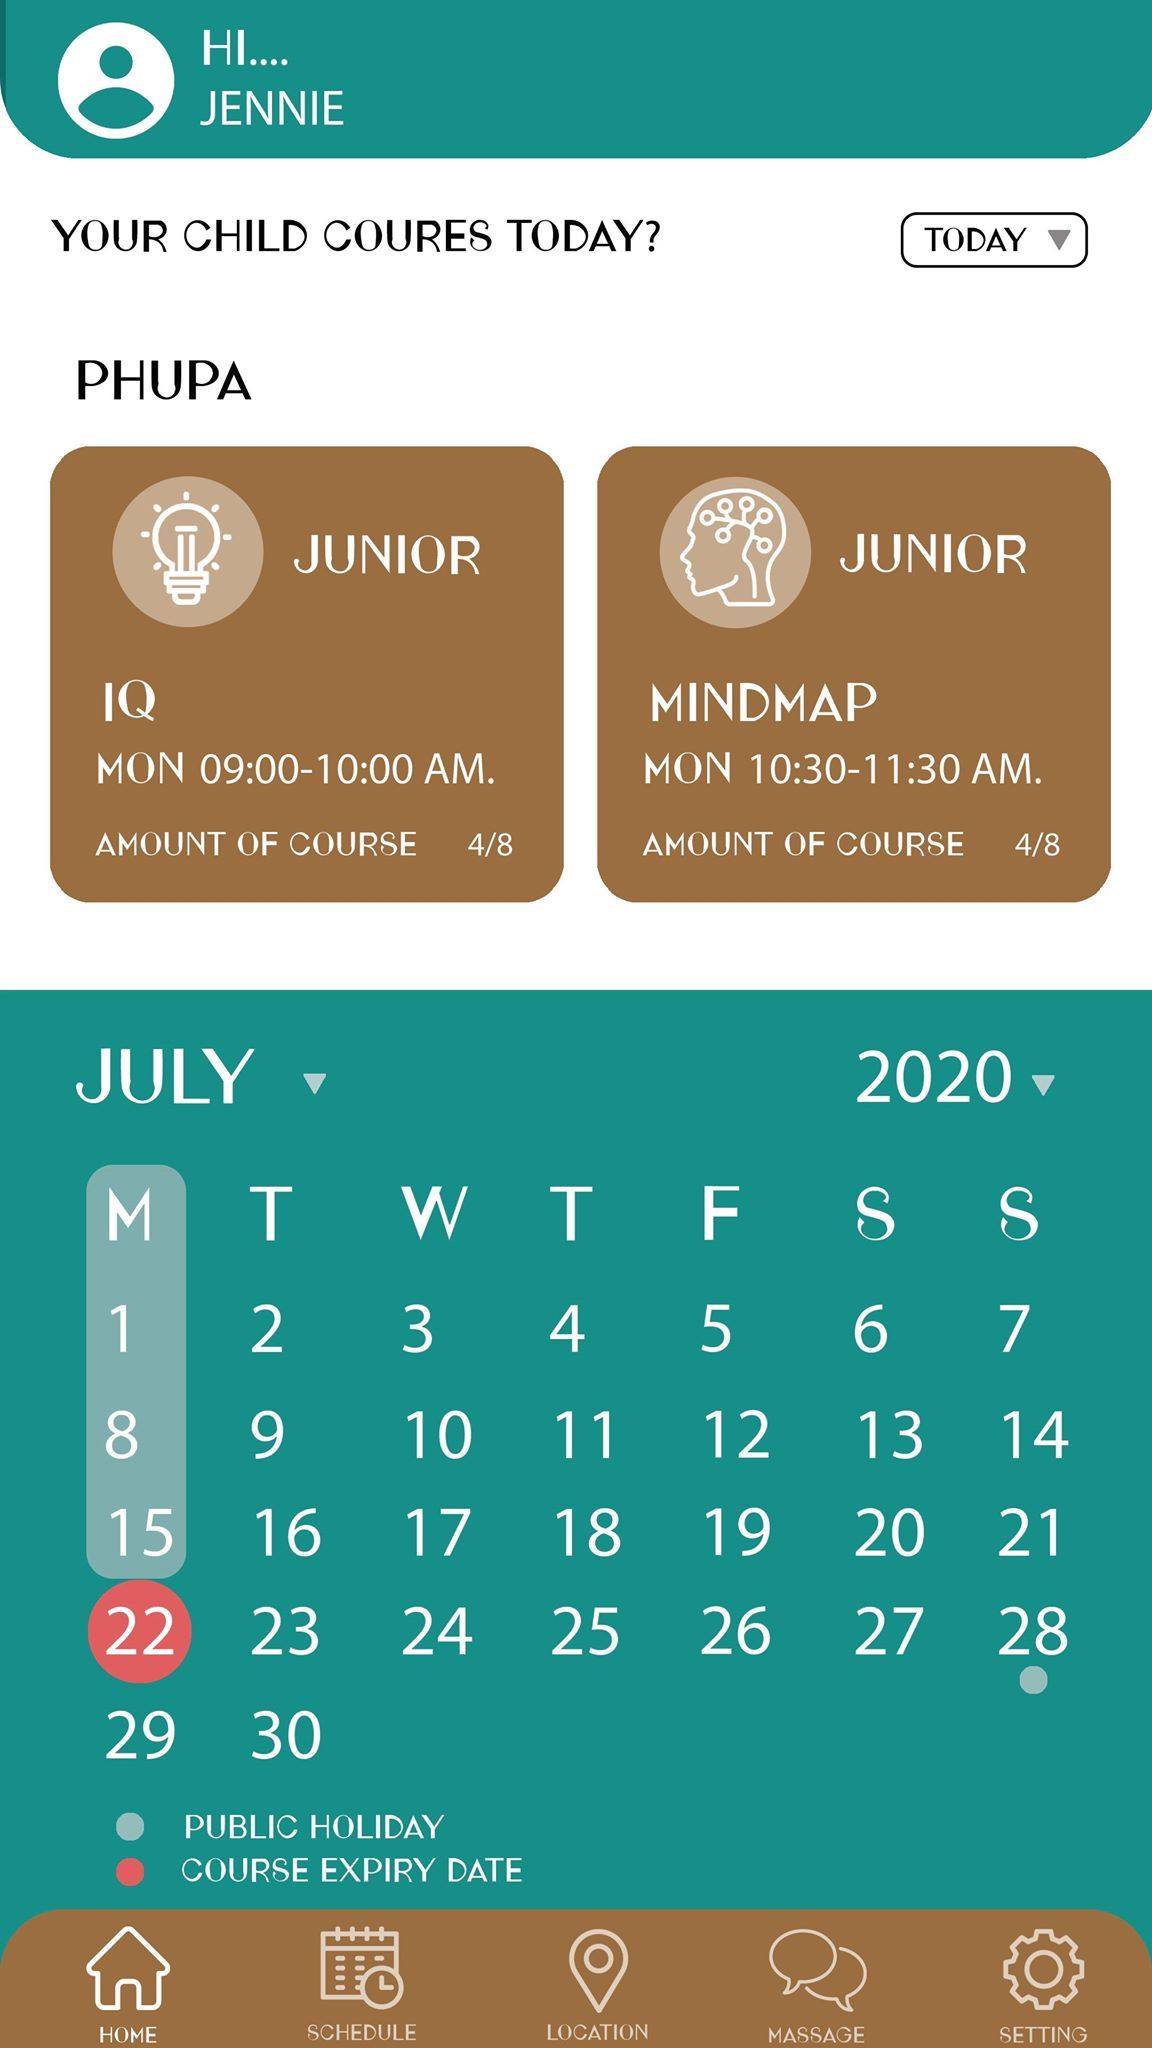 HI....
JENNIE
YOUR CHILD COURES TODAY?
TODAY
PHUPA
JUNIOR
IQ
MON 09:00-10:00 AM.
AMOUNT OF COURSE 4/8
JUNIOR
MINDMAP
MON 10:30-11:30 AM.
AMOUNT OF COURSE 4/8
JULY 2020
M T W T F S S
1 2 3 4 5 6 7
8 9 10 11 12 13 14
15 16 17 18 19 20 21
22 23 24 25 26 27 28
29 30
PUBLIC HOLIDAY
COURSE EXPIRY DATE
HOME SCHEDULE LOCATION MASSAGE SETTING